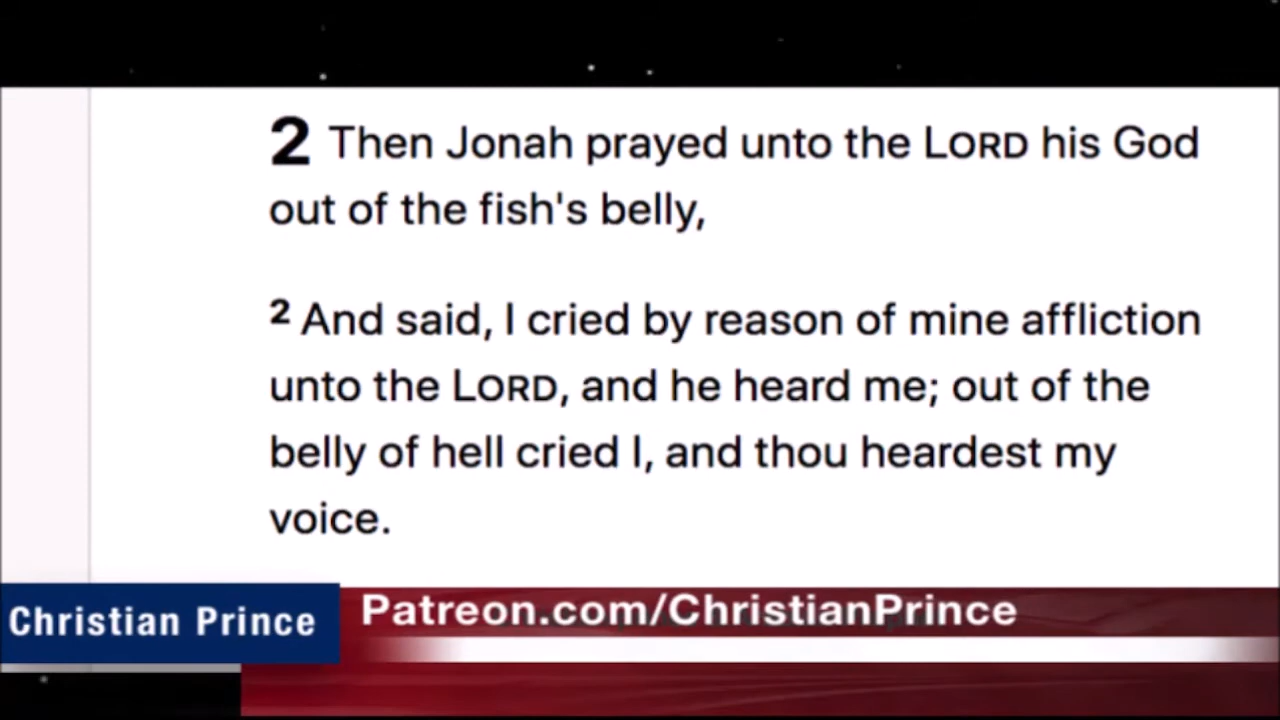 2 Then Jonah prayed unto the LORD his God
out of the fish's belly,
2 And said, I cried by reason of mine affliction
unto the LORD, and he heard me; out of the
belly of hell cried I, and thou heardest my
voice.
Christian Prince
Patreon.com/ChristianPrince